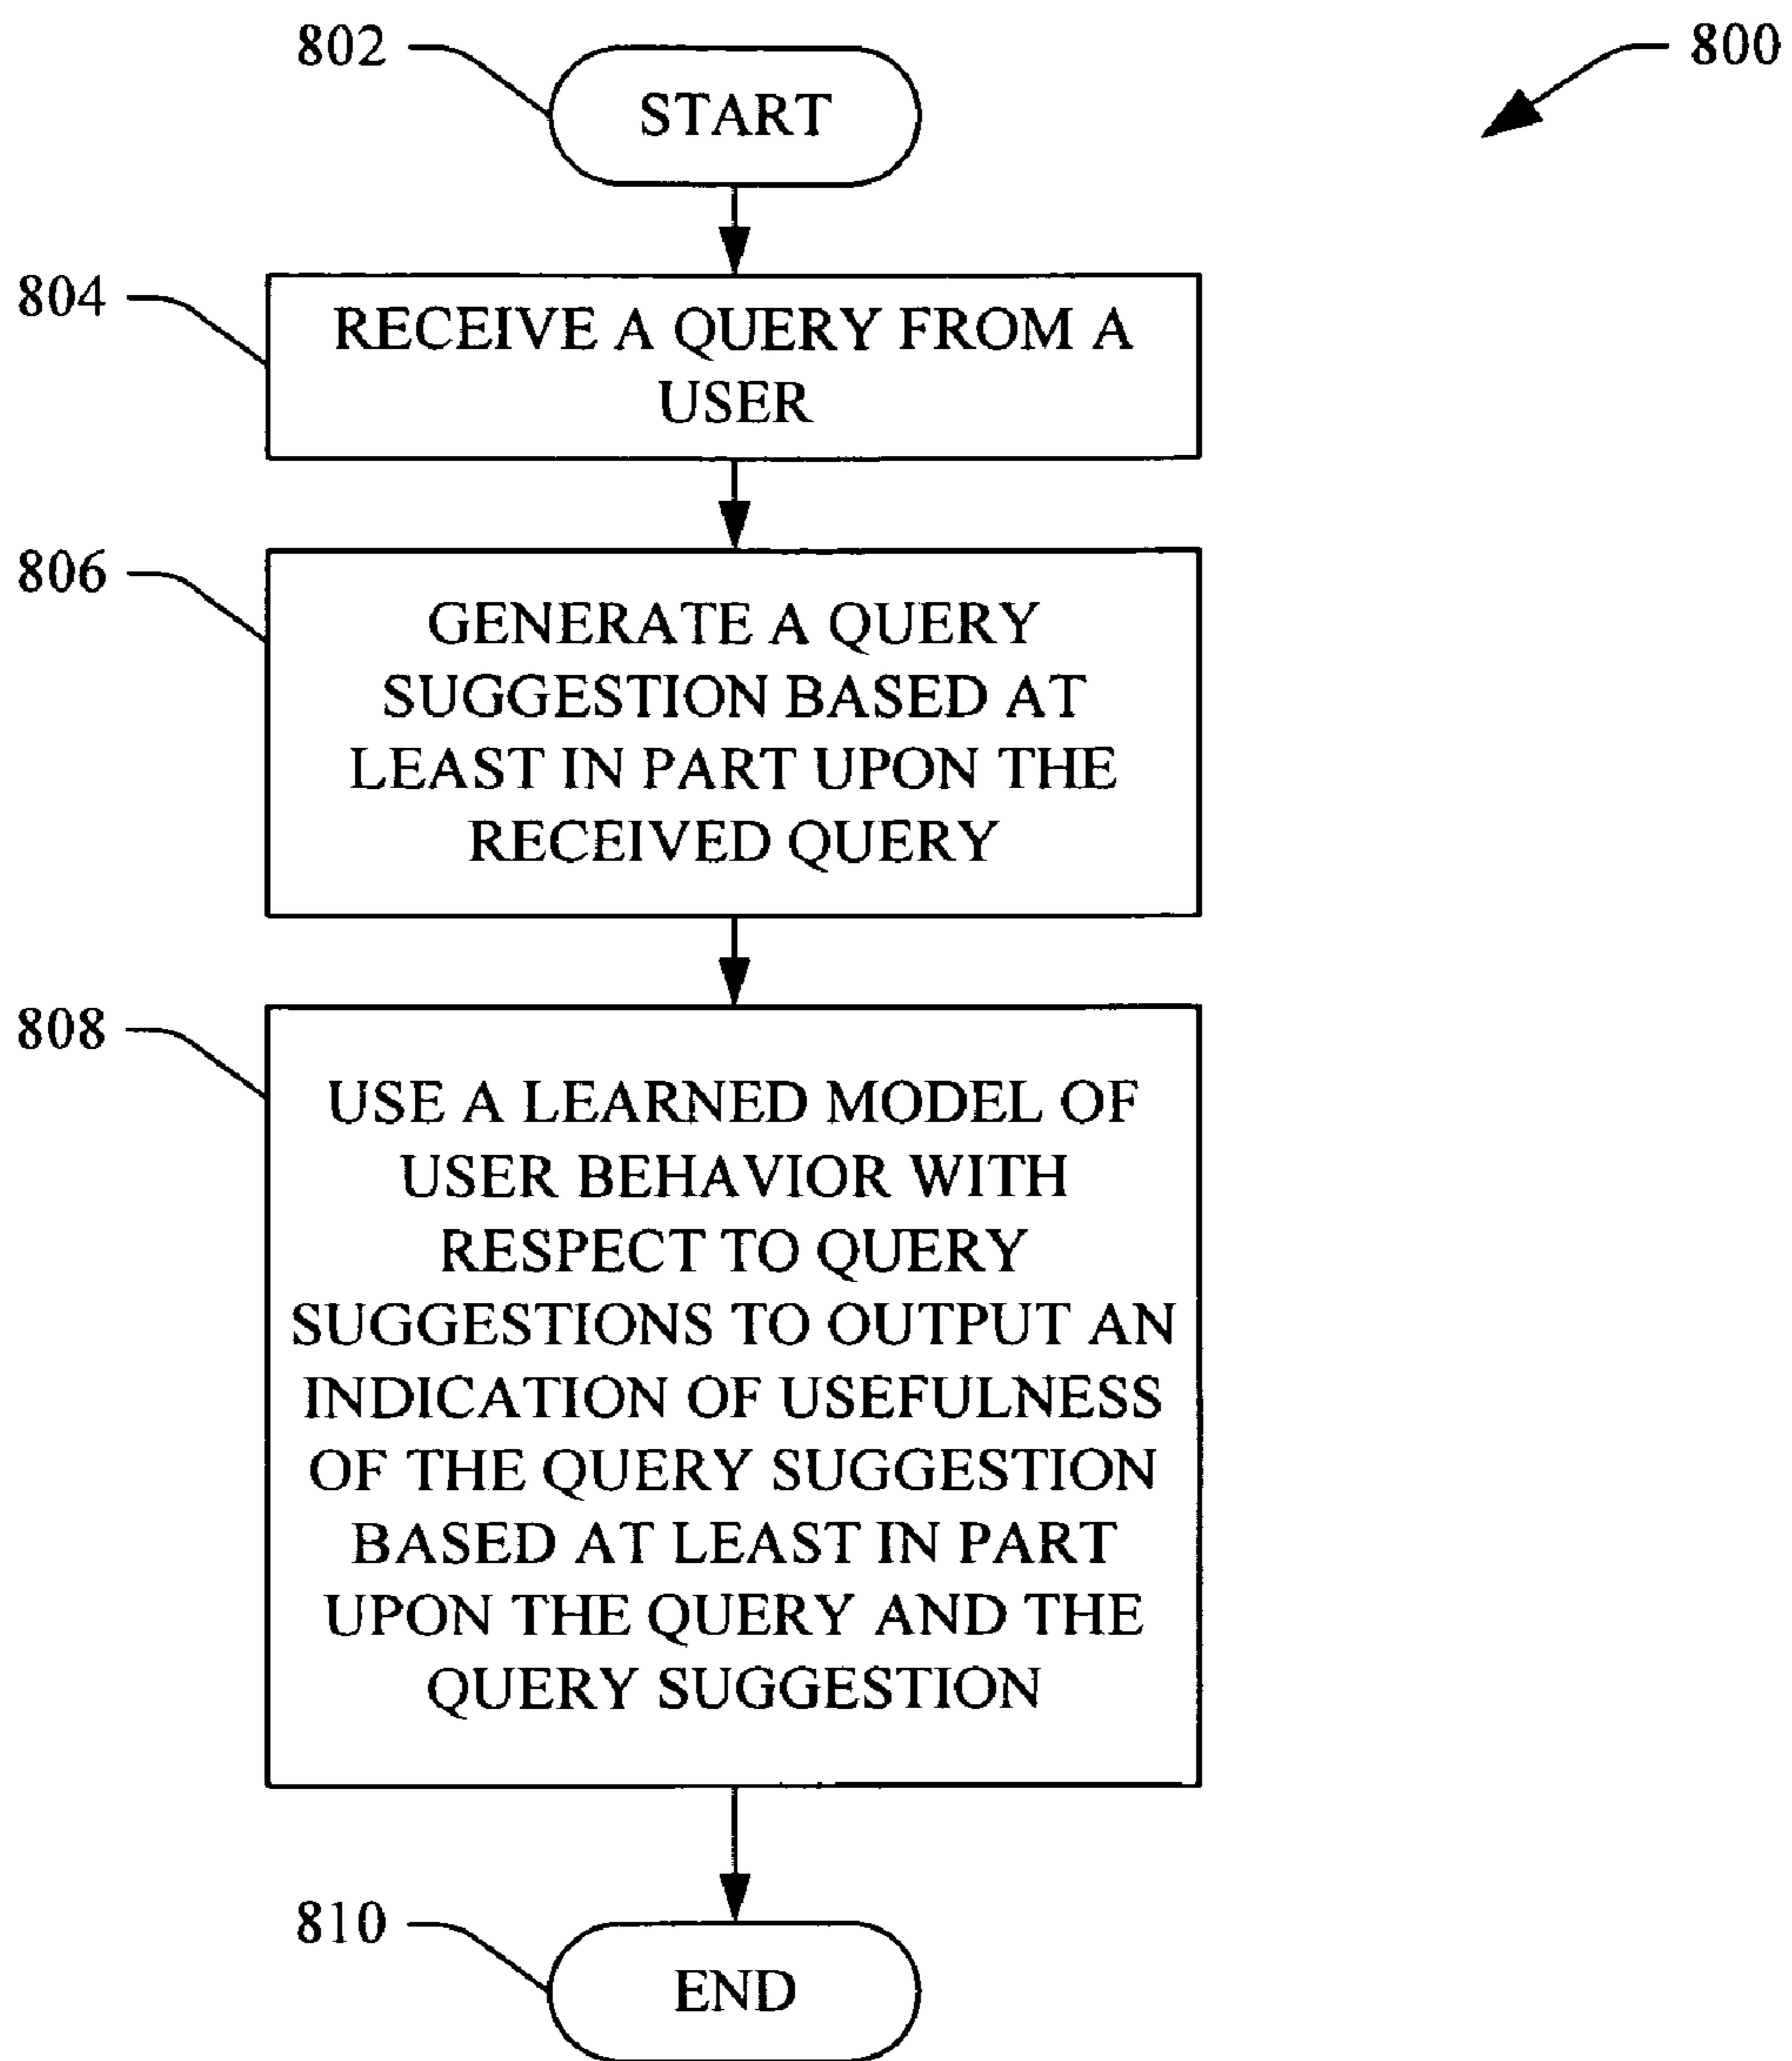 802
START
800
804
RECEIVE A QUERY FROM A
USER
806
GENERATE A QUERY
SUGGESTION BASED AT
LEAST IN PART UPON THE
RECEIVED QUERY
808
USE A LEARNED MODEL OF
USER BEHAVIOR WITH
RESPECT TO QUERY
SUGGESTIONS TO OUTPUT AN
INDICATION OF USEFULNESS
OF THE QUERY SUGGESTION
BASED AT LEAST IN PART
UPON THE QUERY AND THE
QUERY SUGGESTION
810
END